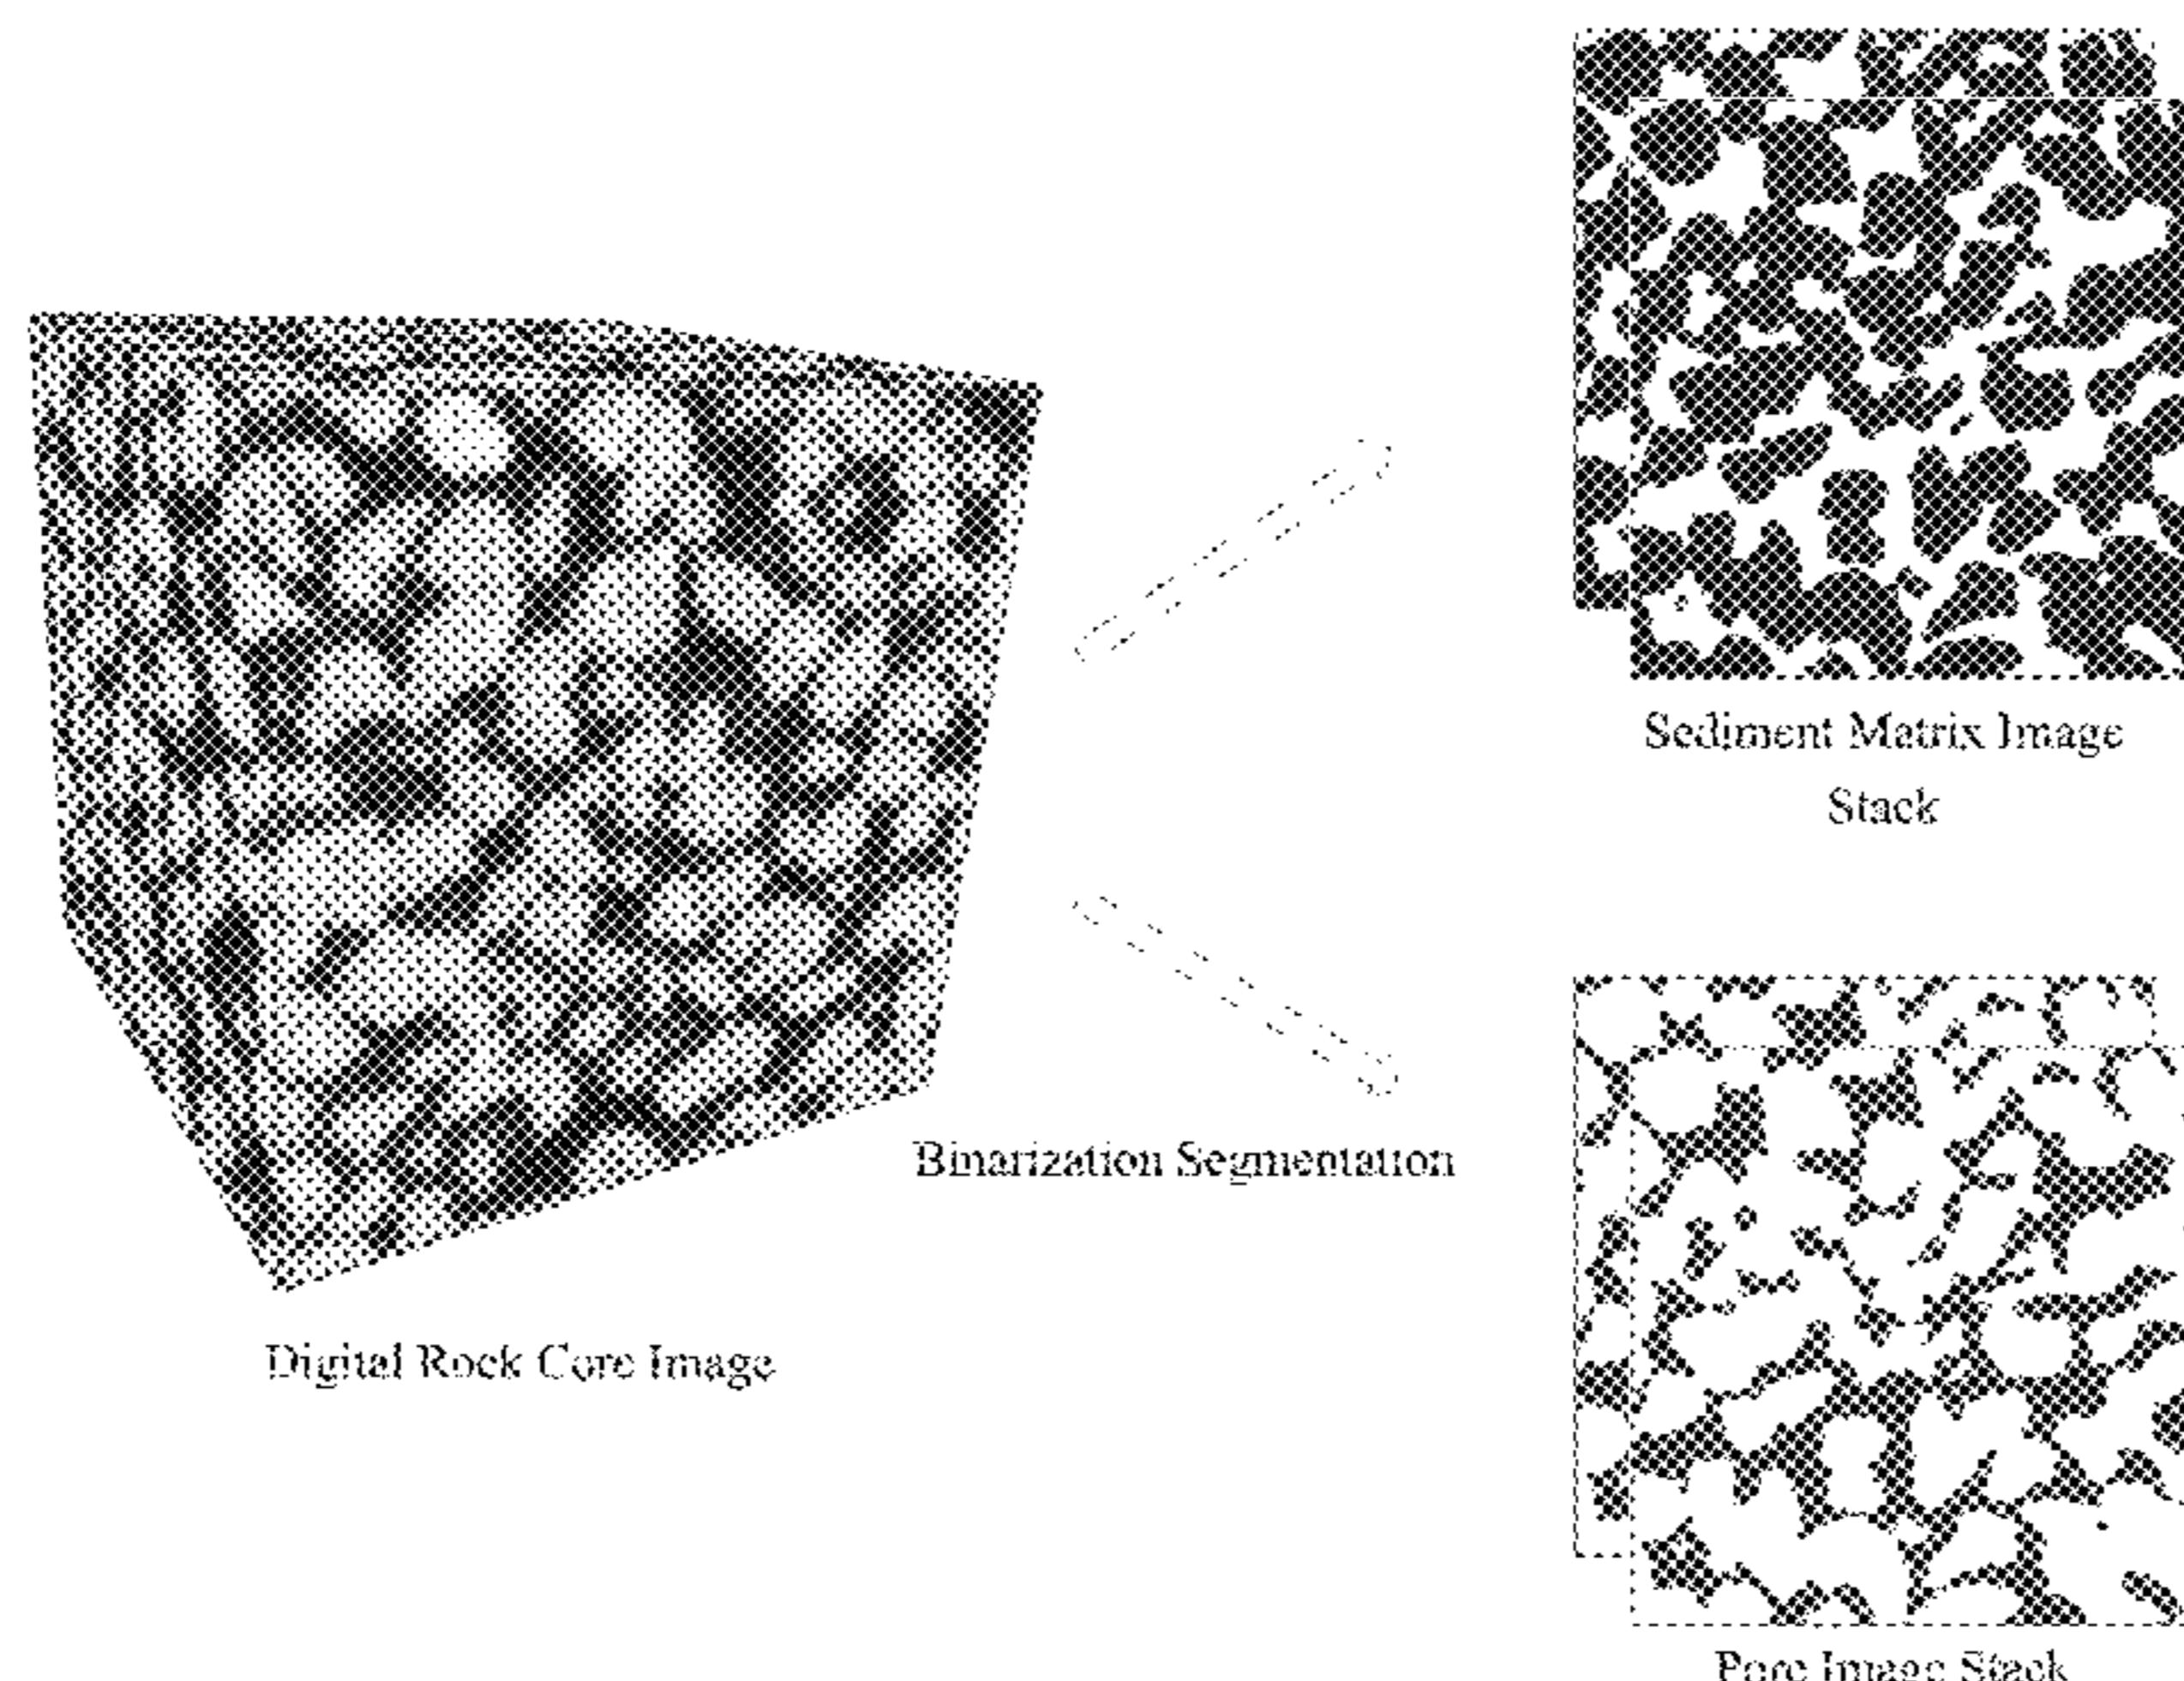 Sediment Matrix Image
Stack
Binarization Segmentation
Digital Rock Core Image
Pore Image Stack